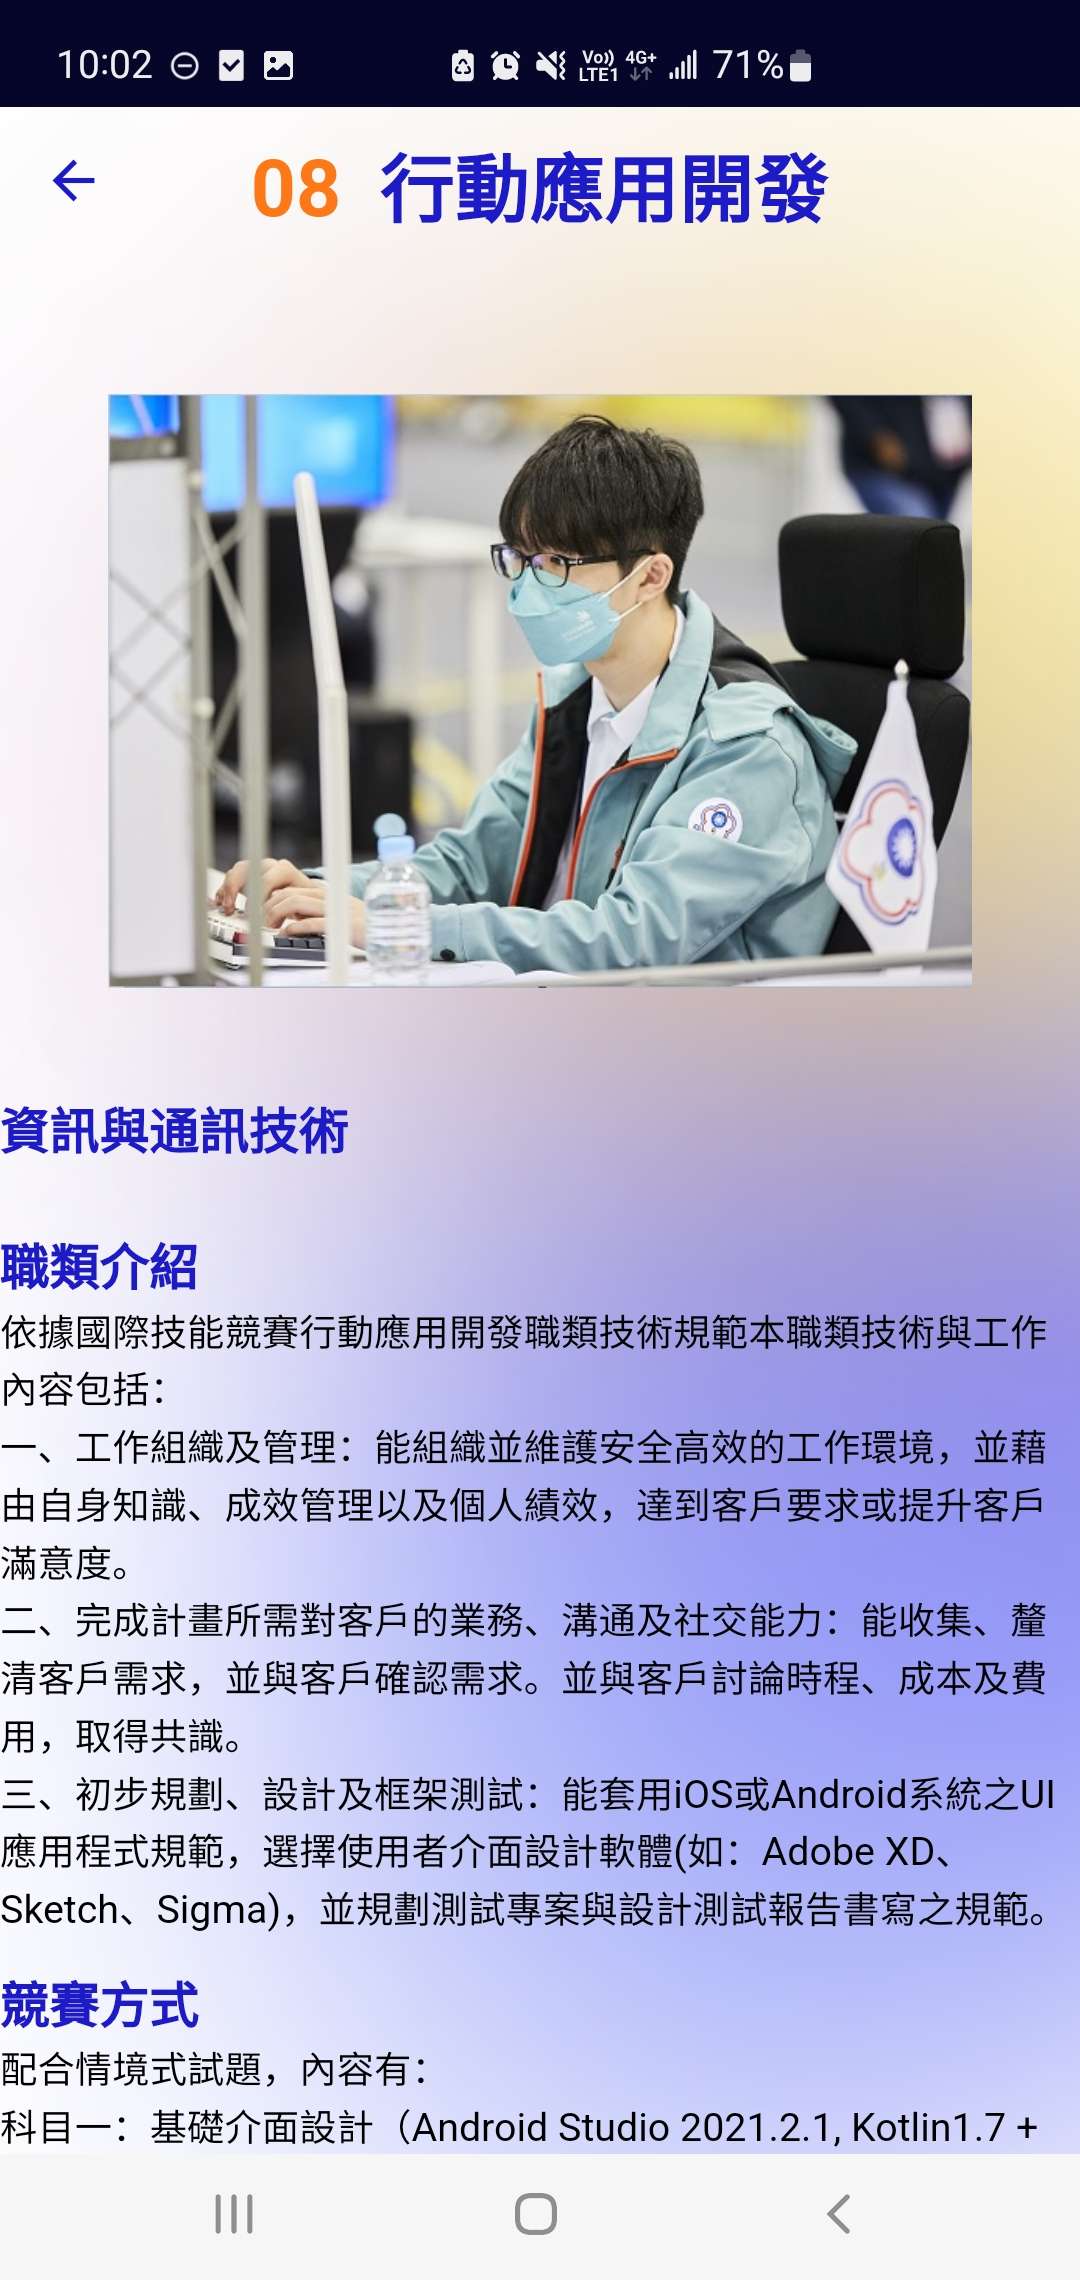 10:02
Vo)) LTE1 4G+ 71%
08 行動應用開發
資訊與通訊技術
職類介紹
依據國際技能競賽行動應用開發職類技術規範本職類技術與工作
內容包括：
一、工作組織及管理：能組織並維護安全高效的工作環境，並藉
由自身知識、成效管理以及個人績效，達到客戶要求或提升客戶
滿意度。
二、完成計畫所需對客戶的業務、溝通及社交能力：能收集、釐
清客戶需求，並與客戶確認需求。並與客戶討論時程、成本及費
用，取得共識。
三、初步規劃、設計及框架測試：能套用iOS或Android系統之UI
應用程式規範，選擇使用者介面設計軟體(如：Adobe XD、
Sketch、Sigma)，並規劃測試專案與設計測試報告書寫之規範。
競賽方式
配合情境式試題，內容有：
科目一：基礎介面設計（Android Studio 2021.2.1, Kotlin1.7 +